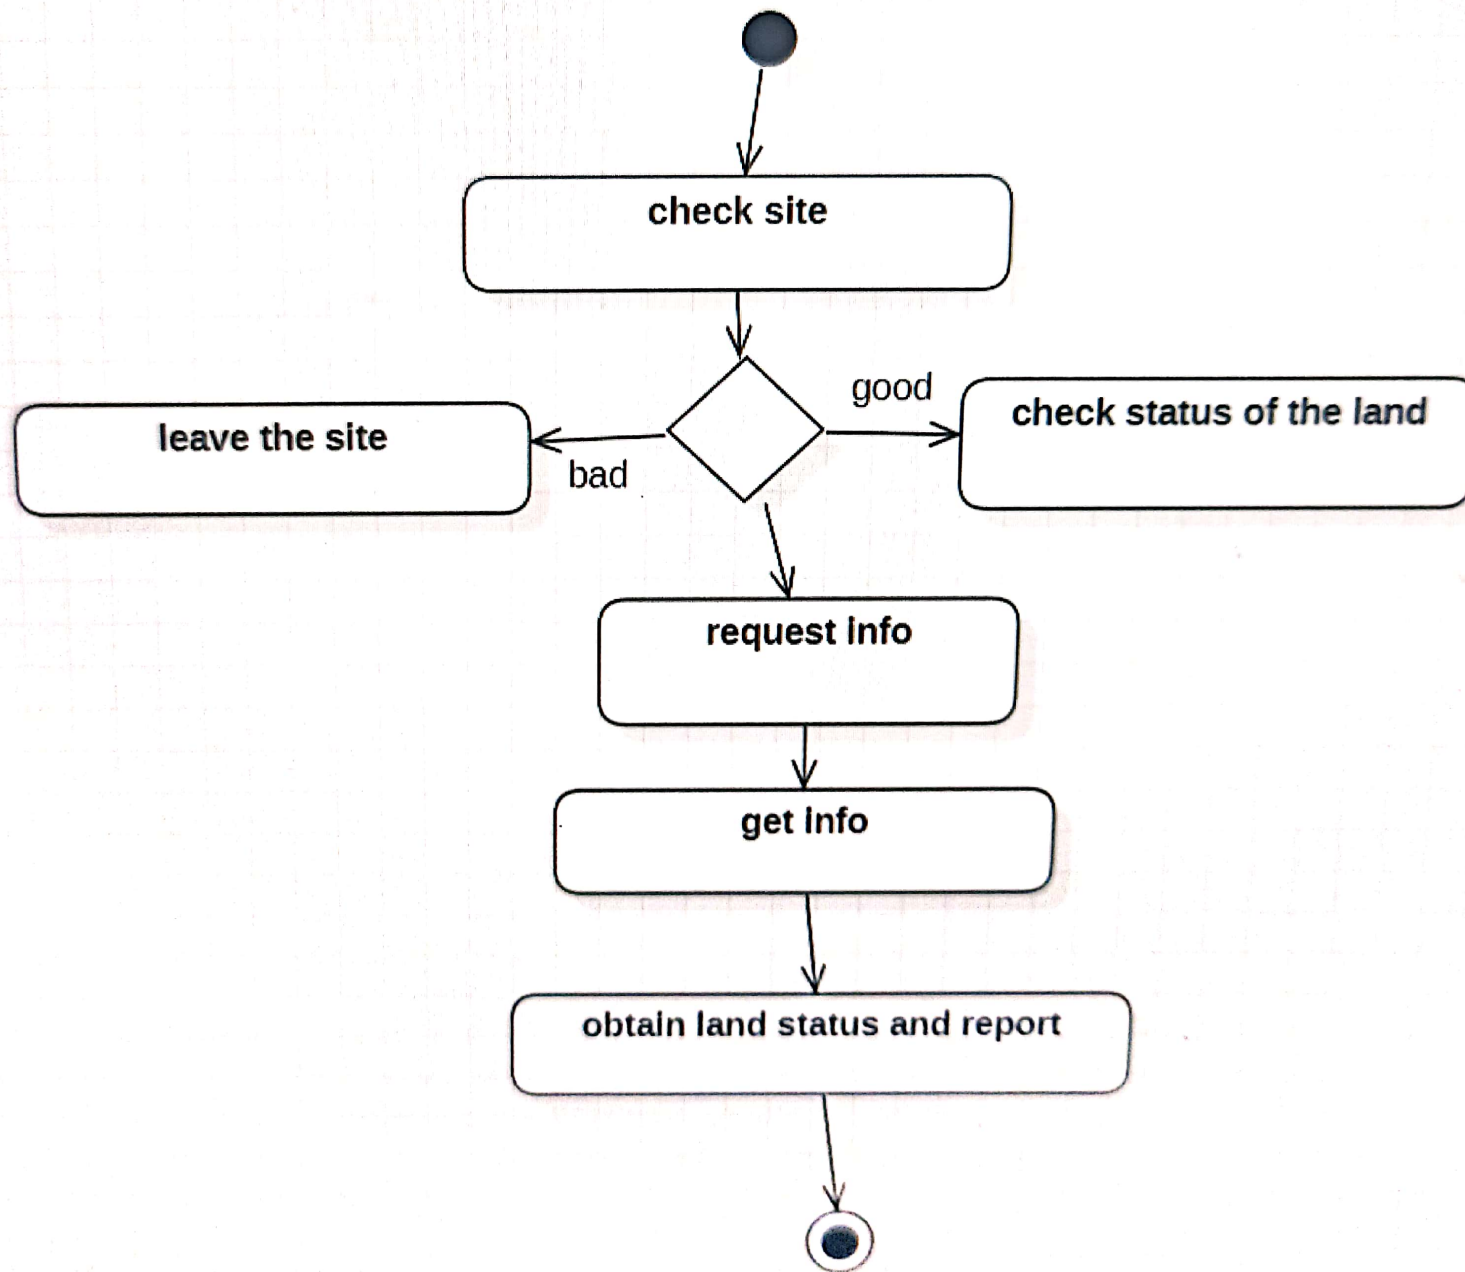 check site
good
check status of the land
leave the site
bad
request info
get info
obtain land status and report